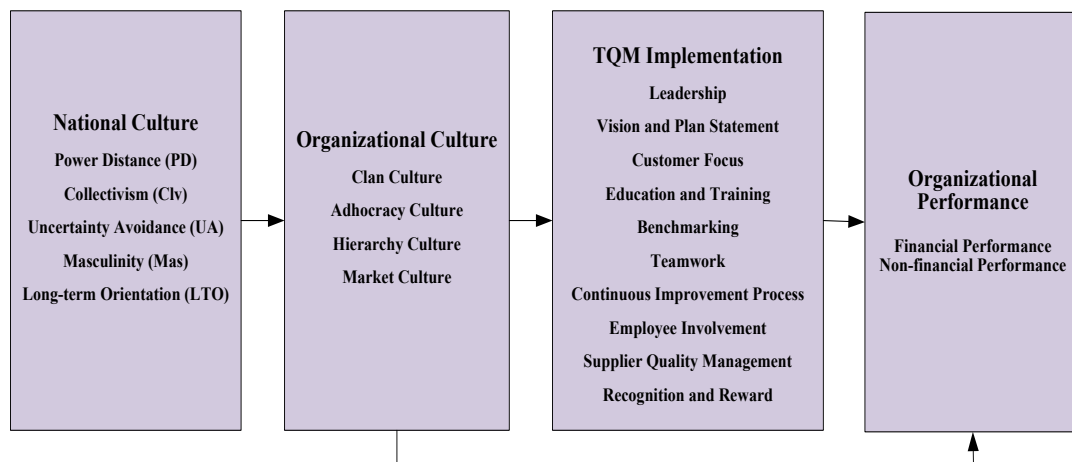 National Culture
Power Distance (PD)
Collectivism (Clv)
Uncertainty Avoidance (UA)
Masculinity (Mas)
Long-term Orientation (LTO)
Organizational Culture
Clan Culture
Adhocracy Culture
Hierarchy Culture
Market Culture
TQM Implementation
Leadership
Vision and Plan Statement
Customer Focus
Education and Training
Benchmarking
Teamwork
Continuous Improvement Process
Employee Involvement
Supplier Quality Management
Recognition and Reward
Organizational
Performance
Financial Performance
Non-financial Performance